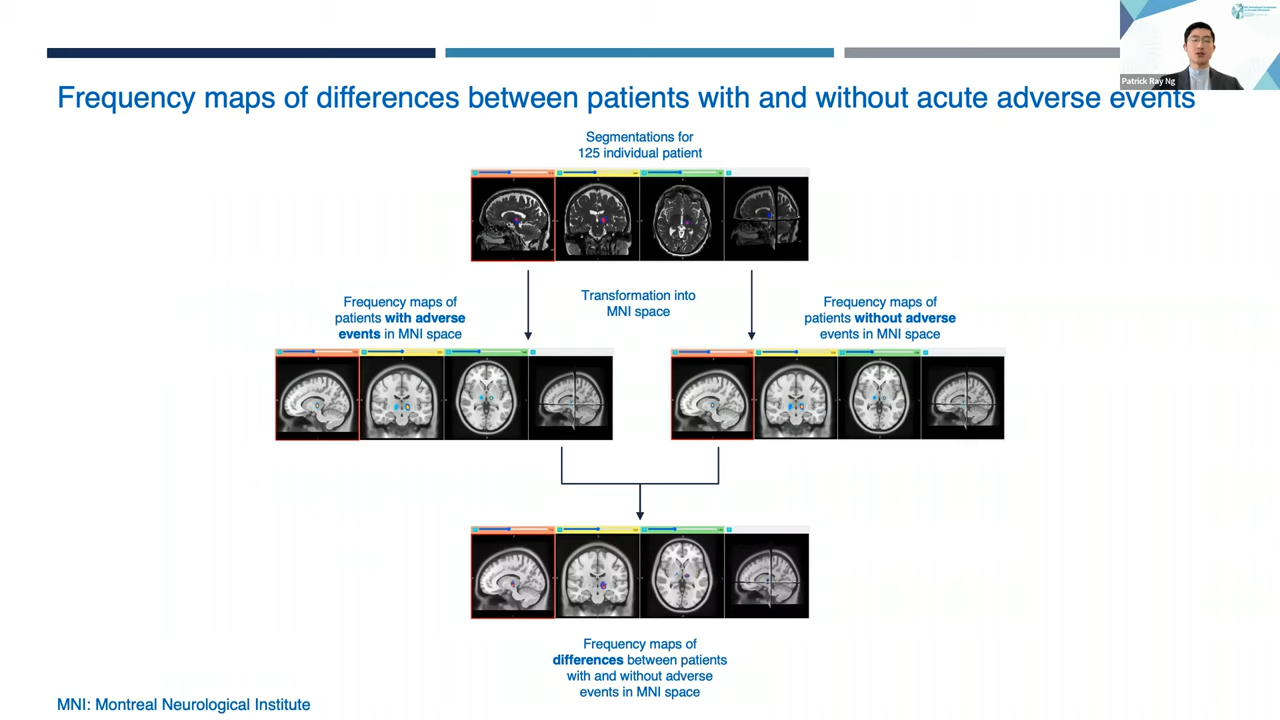 Patrick Ray Ng
Frequency maps of differences between patients with and without acute adverse events
Segmentations for
125 individual patient
Frequency maps of
patients with adverse
events in MNI space
Transformation into
MNI space
Frequency maps of
patients without adverse
events in MNI space
Frequency maps of
differences between patients
with and without adverse
events in MNI space
MNI: Montreal Neurological Institute